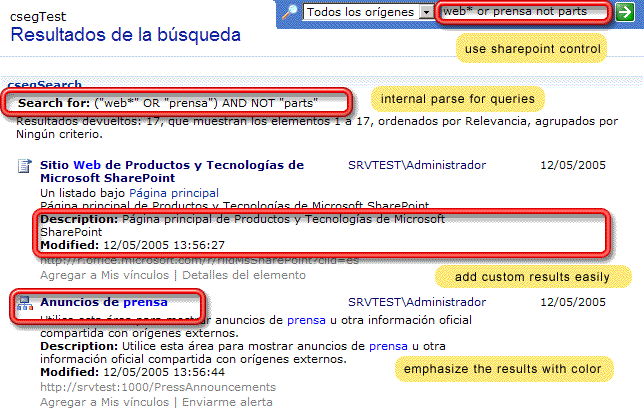 csegTest
Todos los orígenes
web* or prensa not parts
Resultados de la búsqueda
use sharepoint control
csegSearch
Search for: ("web*" OR "prensa") AND NOT "parts"
internal parse for queries
Resultados devueltos: 17, que muestran los elementos 1 a 17, ordenados por Relevancia, agrupados por
Ningún criterio.
Sitio Web de Productos y Tecnologías de
Microsoft SharePoint
SRVTEST\Administrador
12/05/2005
Un listado bajo Página principal
Página principal de Productos y Tecnologías de Microsoft SharePoint
Description: Página principal de Productos y Tecnologías de Microsoft
SharePoint
Modified: 12/05/2005 13:56:27
http://r.office.microsoft.com/r/rlidMsSharePoint?clid=es
Agregar a Mis vínculos | Detalles del elemento
add custom results easily
Anuncios de prensa
SRVTEST\Administrador
12/05/2005
Utilice esta área para mostrar anuncios de prensa u otra información oficial
compartida con orígenes externos.
Description: Utilice esta área para mostrar anuncios de prensa u otra
información oficial compartida con orígenes externos.
Modified: 12/05/2005 13:56:44
emphasize the results with color
http://srvtest:1000/PressAnnouncements
Agregar a Mis vínculos | Enviarme alerta